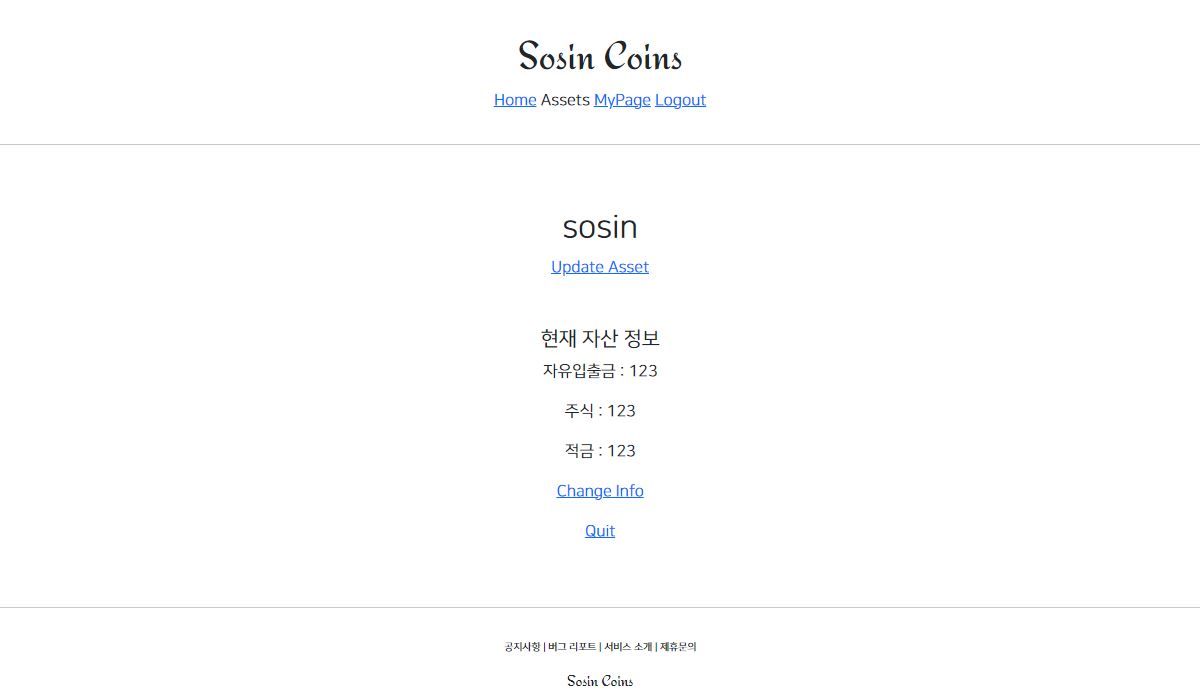 Sosin Coins
Home Assets MyPage Logout
sosin
Update Asset
현재 자산 정보
자유입출금 : 123
주식 : 123
적금 : 123
Change Info
Quit
공지사항 | 버그 리포트 | 서비스 소개 | 제휴문의
Sosin Coins